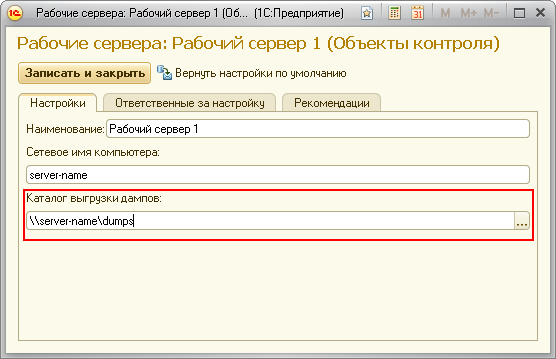 Рабочие сервера: Рабочий сервер 1 (Об... (1С:Предприятие)
M M+ M-
Рабочие сервера: Рабочий сервер 1 (Объекты контроля)
Записать и закрыть Вернуть настройки по умолчанию
Настройки Ответственные за настройку Рекомендации
Наименование: Рабочий сервер 1
Сетевое имя компьютера:
server-name
Каталог выгрузки дампов:
\\server-name\dumps ...